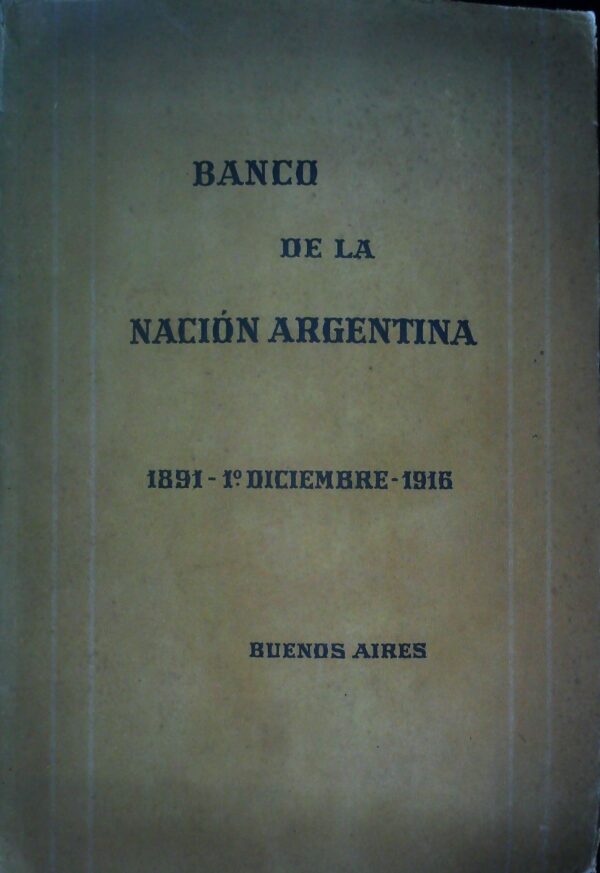 BANCO
DE LA
NACIÓN ARGENTINA
1891 - 1º DICIEMBRE - 1916
BUENOS AIRES